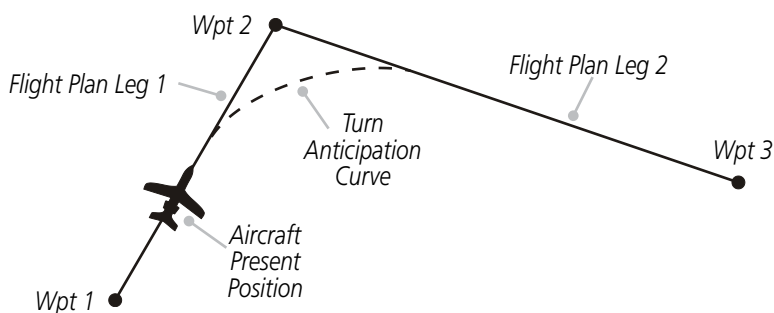 Wpt 2
Flight Plan Leg 1
Flight Plan Leg 2
Turn
Anticipation
Curve
Wpt 3
Aircraft
Present
Position
Wpt 1